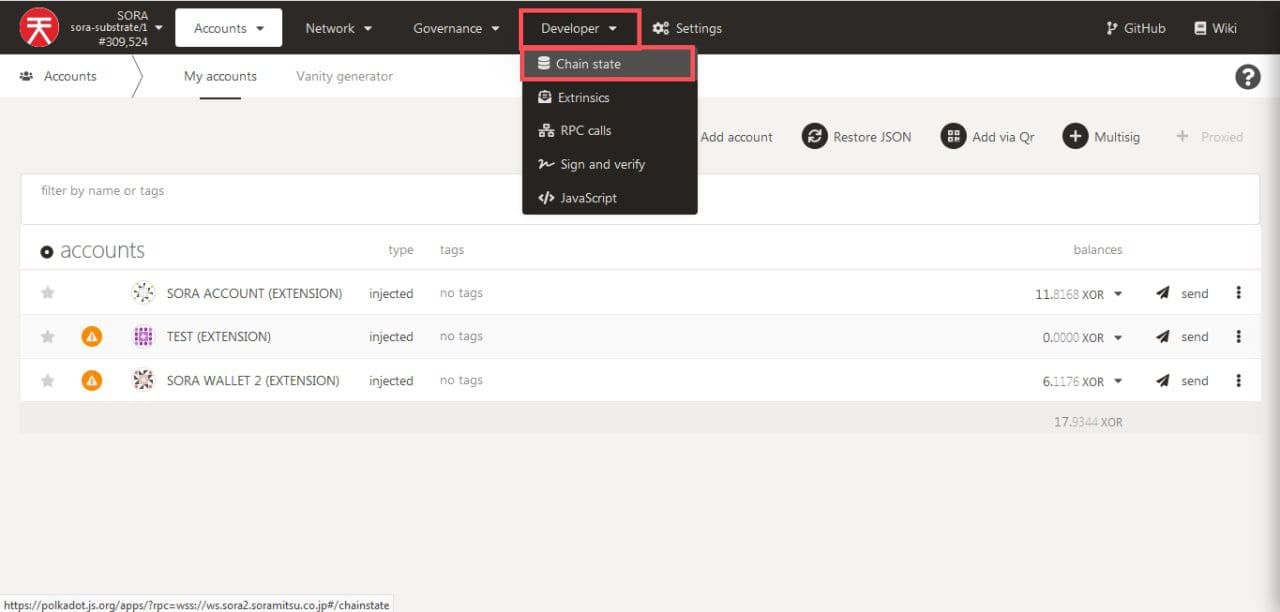 SORA
sora-substrate/1
#309,524
Accounts
Network
Governance
Developer
Settings
GitHub
Wiki
Accounts
My accounts
Vanity generator
?
Chain state
Extrinsics
RPC calls
Sign and verify
JavaScript
Add account
Restore JSON
Add via Qr
Multisig
Proxied
filter by name or tags
accounts type tags balances
SORA ACCOUNT (EXTENSION) injected no tags 11.8168 XOR send
TEST (EXTENSION) injected no tags 0.0000 XOR send
SORA WALLET 2 (EXTENSION) injected no tags 6.1176 XOR send
17.9344 XOR
https://polkadot.js.org/apps/?rpc=wss://ws.sora2.soramitsu.co.jp#/chainstate